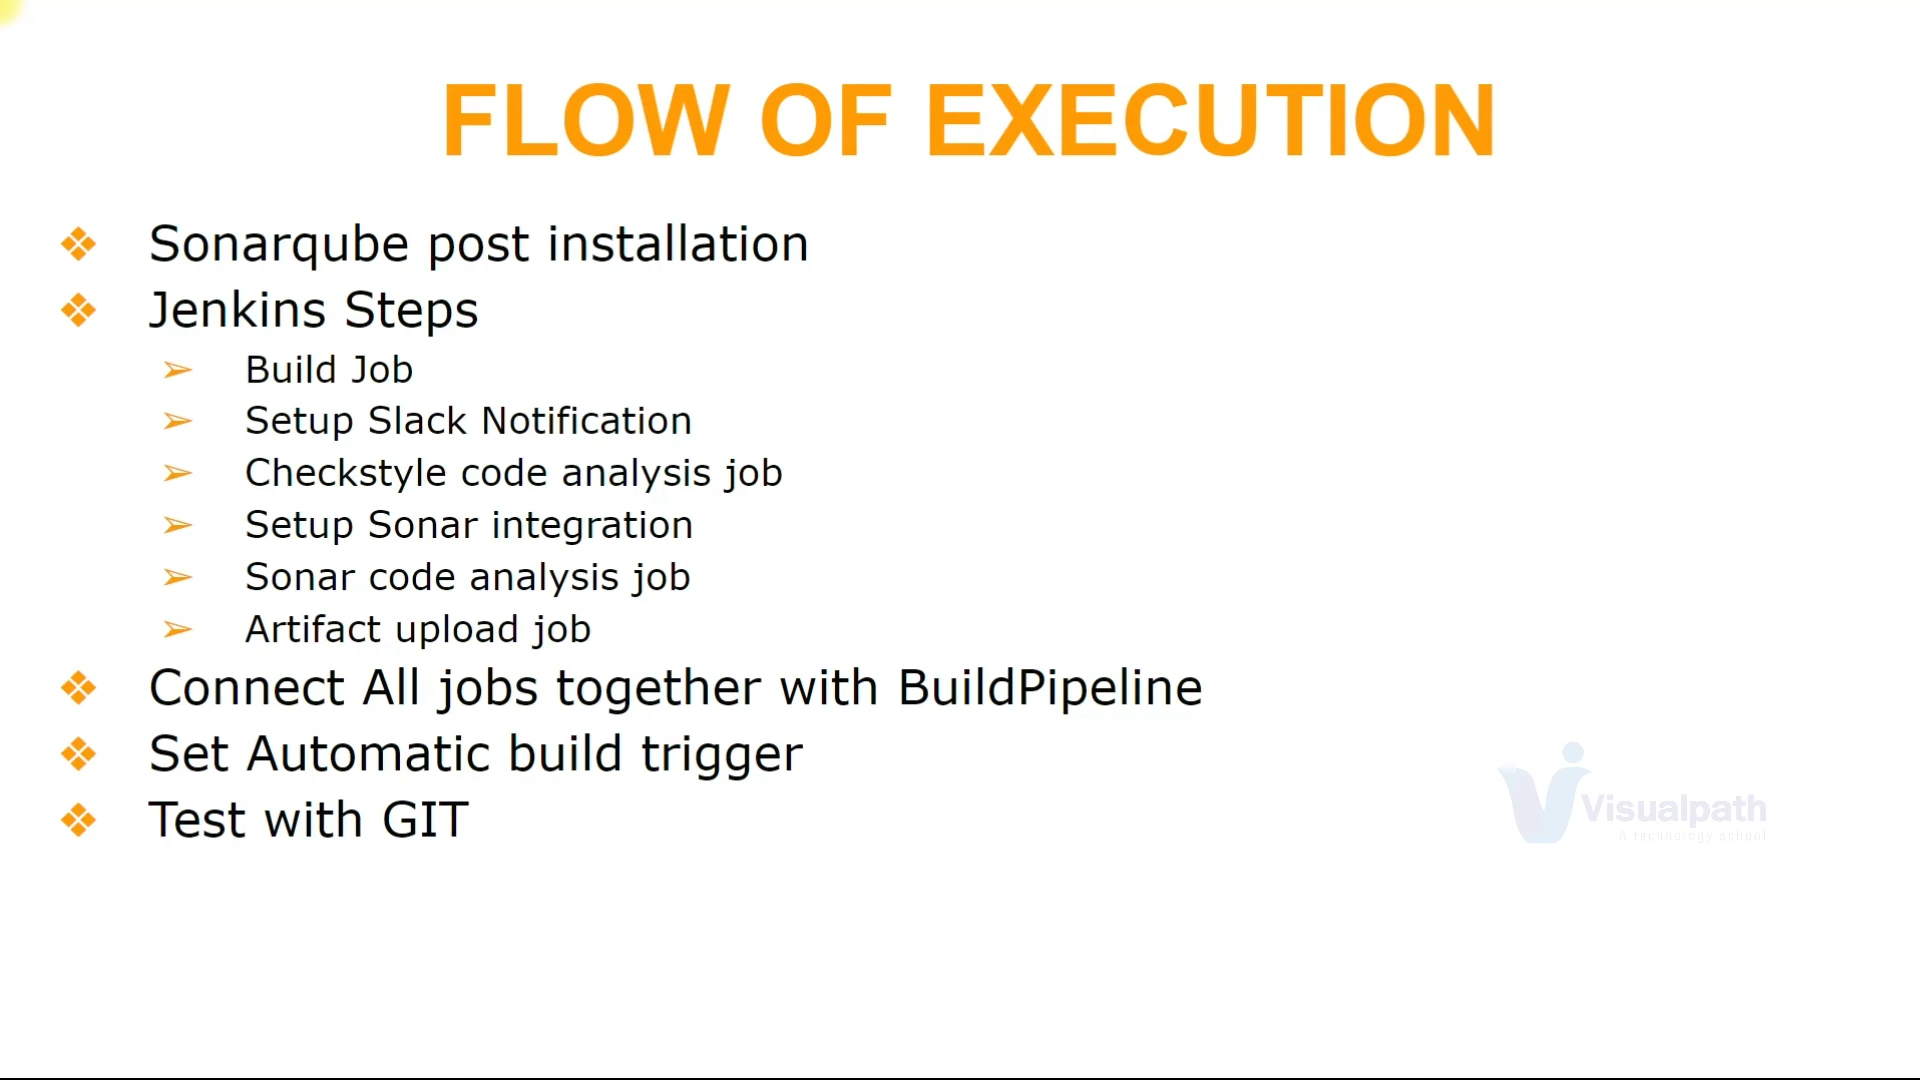 FLOW OF EXECUTION
Sonarqube post installation
Jenkins Steps
Build Job
Setup Slack Notification
Checkstyle code analysis job
Setup Sonar integration
Sonar code analysis job
Artifact upload job
Connect All jobs together with BuildPipeline
Set Automatic build trigger
Test with GIT
Visualpath
A technology school